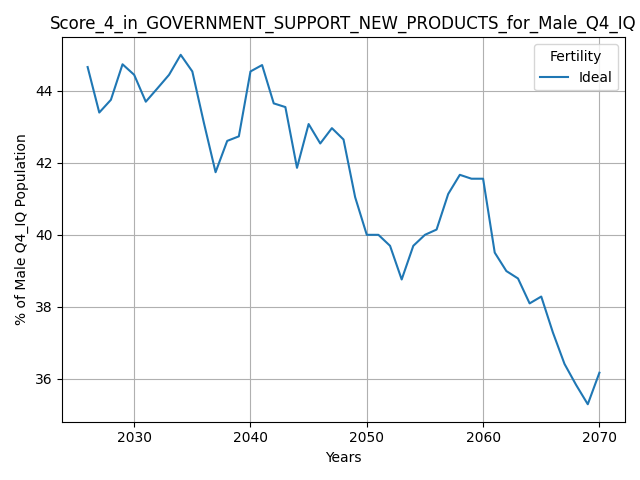 Score_4_in_GOVERNMENT_SUPPORT_NEW_PRODUCTS_for_Male_Q4_IQ
Fertility
Ideal
% of Male Q4_IQ Population
44
42
40
38
36
2030 2040 2050 2060 2070
Years